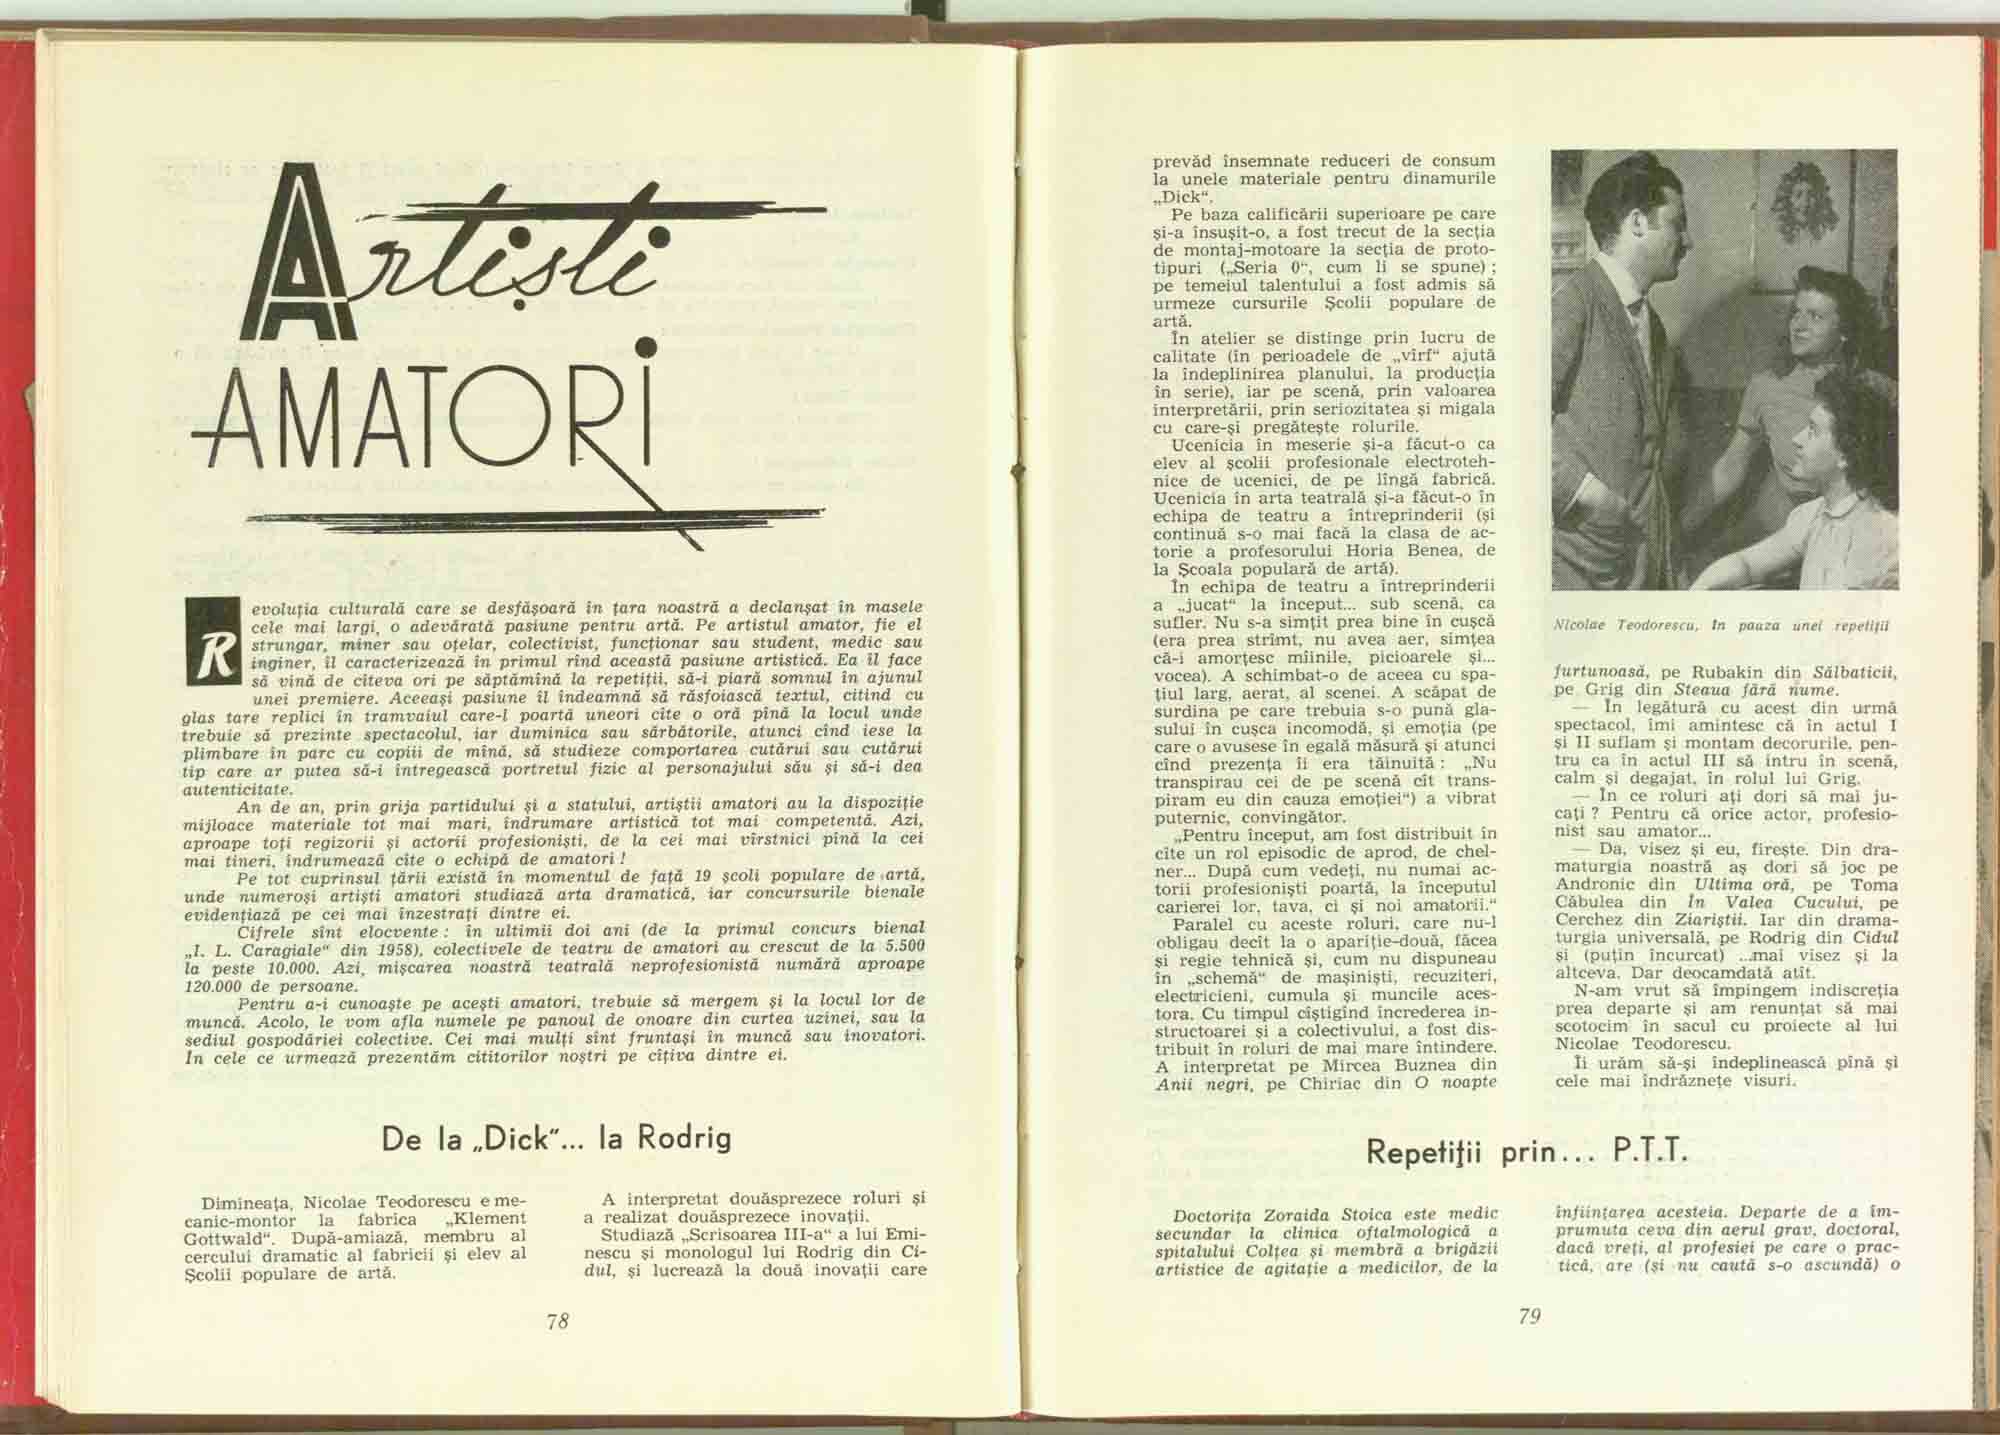 Artiști
AMATORI
Revoluția culturală care se desfășoară în țara noastră a declanșat în masele
cele mai largi, o adevărată pasiune pentru artă. Pe artistul amator, fie el
strungar, miner sau oțelar, colectivist, funcționar sau student, medic sau
inginer, îl caracterizează în primul rînd această pasiune artistică. Ea îl face
să vină de cîteva ori pe săptămînă la repetiții, să-i piară somnul în ajunul
unei premiere. Aceeași pasiune îl îndeamnă să răsfoiască textul, citind cu
glas tare replici în tramvaiul care-l poartă uneori cîte o oră pînă la locul unde
trebuie să prezinte spectacolul, iar duminica sau sărbătorile, atunci cînd iese la
plimbare în parc cu copiii de mînă, să studieze comportarea cutărui sau cutărui
tip care ar putea să-i întregească portretul fizic al personajului său și să-i dea
autenticitate.
An de an, prin grija partidului și a statului, artiștii amatori au la dispoziție
mijloace materiale tot mai mari, îndrumare artistică tot mai competentă. Azi,
aproape toți regizorii și actorii profesioniști, de la cei mai vîrstnici pînă la cei
mai tineri, îndrumează cîte o echipă de amatori !
Pe tot cuprinsul țării există în momentul de față 19 școli populare de artă,
unde numeroși artiști amatori studiază arta dramatică, iar concursurile bienale
evidențiază pe cei mai înzestrați dintre ei.
Cifrele sînt elocvente : în ultimii doi ani (de la primul concurs bienal
„I. L. Caragiale“ din 1958), colectivele de teatru de amatori au crescut de la 5.500
la peste 10.000. Azi, mișcarea noastră teatrală neprofesionistă numără aproape
120.000 de persoane.
Pentru a-i cunoaște pe acești amatori, trebuie să mergem și la locul lor de
muncă. Acolo, le vom afla numele pe panoul de onoare din curtea uzinei, sau la
sediul gospodăriei colective. Cei mai mulți sînt fruntași în muncă sau inovatori.
În cele ce urmează prezentăm cititorilor noștri pe cîțiva dintre ei.
De la „Dick“... la Rodrig
Dimineața, Nicolae Teodorescu e me-
canic-montor la fabrica „Klement
Gottwald“. După-amiază, membru al
cercului dramatic al fabricii și elev al
Școlii populare de artă.
A interpretat douăsprezece roluri și
a realizat douăsprezece inovații.
Studiază „Scrisoarea III-a“ a lui Emi-
nescu și monologul lui Rodrig din Ci-
dul, și lucrează la două inovații care
78
prevăd însemnate reduceri de consum
la unele materiale pentru dinamurile
„Dick“.
Pe baza calificării superioare pe care
și-a însușit-o, a fost trecut de la secția
de montaj-motoare la secția de proto-
tipuri („Seria 0“, cum li se spune) ;
pe temeiul talentului a fost admis să
urmeze cursurile Școlii populare de
artă.
În atelier se distinge prin lucru de
calitate (în perioadele de „vîrf“ ajută
la îndeplinirea planului, la producția
în serie), iar pe scenă, prin valoarea
interpretării, prin seriozitatea și migala
cu care-și pregătește rolurile.
Ucenicia în meserie și-a făcut-o ca
elev al școlii profesionale electroteh-
nice de ucenici, de pe lîngă fabrică.
Ucenicia în arta teatrală și-a făcut-o în
echipa de teatru a întreprinderii (și
continuă s-o mai facă la clasa de ac-
torie a profesorului Horia Benea, de
la Școala populară de artă).
În echipa de teatru a întreprinderii
a „jucat“ la început... sub scenă, ca
sufler. Nu s-a simțit prea bine în cușcă
(era prea strîmt, nu avea aer, simțea
că-i amorțesc mîinile, picioarele și...
vocea). A schimbat-o de aceea cu spa-
țiul larg, aerat, al scenei. A scăpat de
surdina pe care trebuia s-o pună gla-
sului în cușca incomodă, și emoția (pe
care o avusese în egală măsură și atunci
cînd prezența îi era tăinuită : „Nu
transpirau cei de pe scenă cît trans-
piram eu din cauza emoției“) a vibrat
puternic, convingător.
„Pentru început, am fost distribuit în
cîte un rol episodic de aprod, de chel-
ner... După cum vedeți, nu numai ac-
torii profesioniști poartă, la începutul
carierei lor, tava, ci și noi amatorii.“
Paralel cu aceste roluri, care nu-l
obligau decît la o apariție-două, făcea
și regie tehnică și, cum nu dispuneau
în „schemă“ de mașiniști, recuziteri,
electricieni, cumula și muncile aces-
tora. Cu timpul cîștigînd încrederea in-
structoarei și a colectivului, a fost dis-
tribuit în roluri de mai mare întindere.
A interpretat pe Mircea Buznea din
Anii negri, pe Chiriac din O noapte
Nicolae Teodorescu, în pauza unei repetiții
furtunoasă, pe Rubakin din Sălbaticii,
pe Grig din Steaua fără nume.
— În legătură cu acest din urmă
spectacol, îmi amintesc că în actul I
și II suflam și montam decorurile, pen-
tru ca în actul III să intru în scenă,
calm și degajat, în rolul lui Grig.
— În ce roluri ați dori să mai ju-
cați ? Pentru că orice actor, profesio-
nist sau amator...
— Da, visez și eu, firește. Din dra-
maturgia noastră aș dori să joc pe
Andronic din Ultima oră, pe Toma
Căbulea din În Valea Cucului, pe
Cerchez din Ziariștii. Iar din drama-
turgia universală, pe Rodrig din Cidul
și (puțin încurcat) ...mai visez și la
altceva. Dar deocamdată atît.
N-am vrut să împingem indiscreția
prea departe și am renunțat să mai
scotocim în sacul cu proiecte al lui
Nicolae Teodorescu.
Îi urăm să-și îndeplinească pînă și
cele mai îndrăznețe visuri.
Repetiții prin... P.T.T.
Doctorița Zoraida Stoica este medic
secundar la clinica oftalmologică a
spitalului Colțea și membră a brigăzii
artistice de agitație a medicilor, de la
înființarea acesteia. Departe de a îm-
prumuta ceva din aerul grav, doctoral,
dacă vreți, al profesiei pe care o prac-
tică, are (și nu caută s-o ascundă) o
79